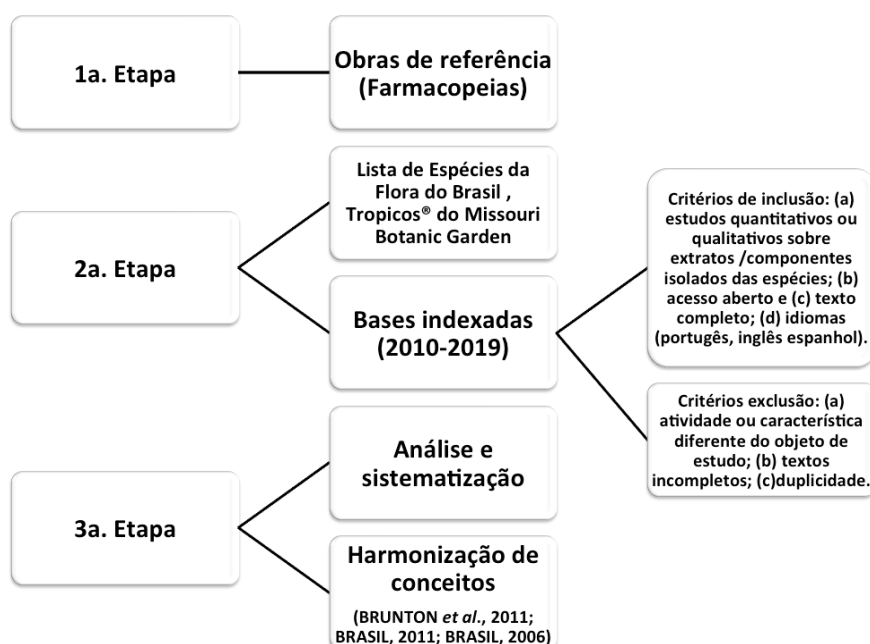 1a. Etapa
Obras de referência
(Farmacopeias)
2a. Etapa
Lista de Espécies da
Flora do Brasil ,
Tropicos® do Missouri
Botanic Garden
Bases indexadas
(2010-2019)
Critérios de inclusão: (a)
estudos quantitativos ou
qualitativos sobre
extratos /componentes
isolados das espécies; (b)
acesso aberto e (c) texto
completo; (d) idiomas
(portugês, inglês espanhol).
Critérios exclusão: (a)
atividade ou característica
diferente do objeto de
estudo; (b) textos
incompletos; (c)duplicidade.
3a. Etapa
Análise e
sistematização
Harmonização de
conceitos
(BRUNTON et al., 2011;
BRASIL, 2011; BRASIL, 2006)